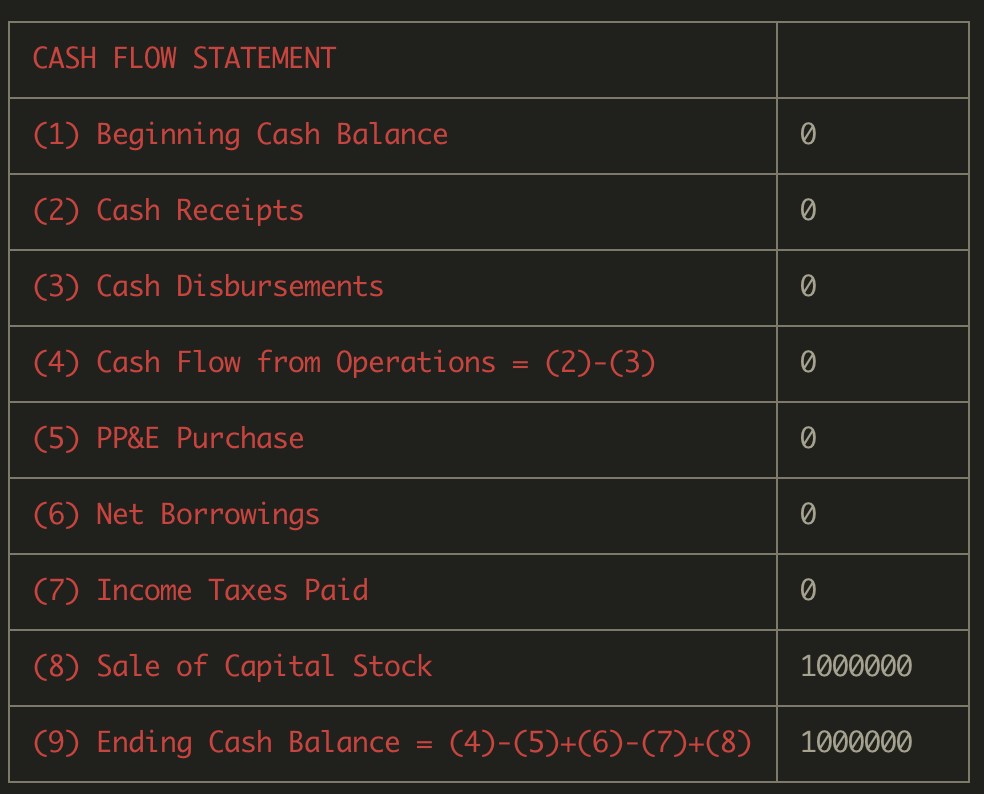 CASH FLOW STATEMENT
(1) Beginning Cash Balance 0
(2) Cash Receipts 0
(3) Cash Disbursements 0
(4) Cash Flow from Operations = (2)-(3) 0
(5) PP&E Purchase 0
(6) Net Borrowings 0
(7) Income Taxes Paid 0
(8) Sale of Capital Stock 1000000
(9) Ending Cash Balance = (4)-(5)+(6)-(7)+(8) 1000000